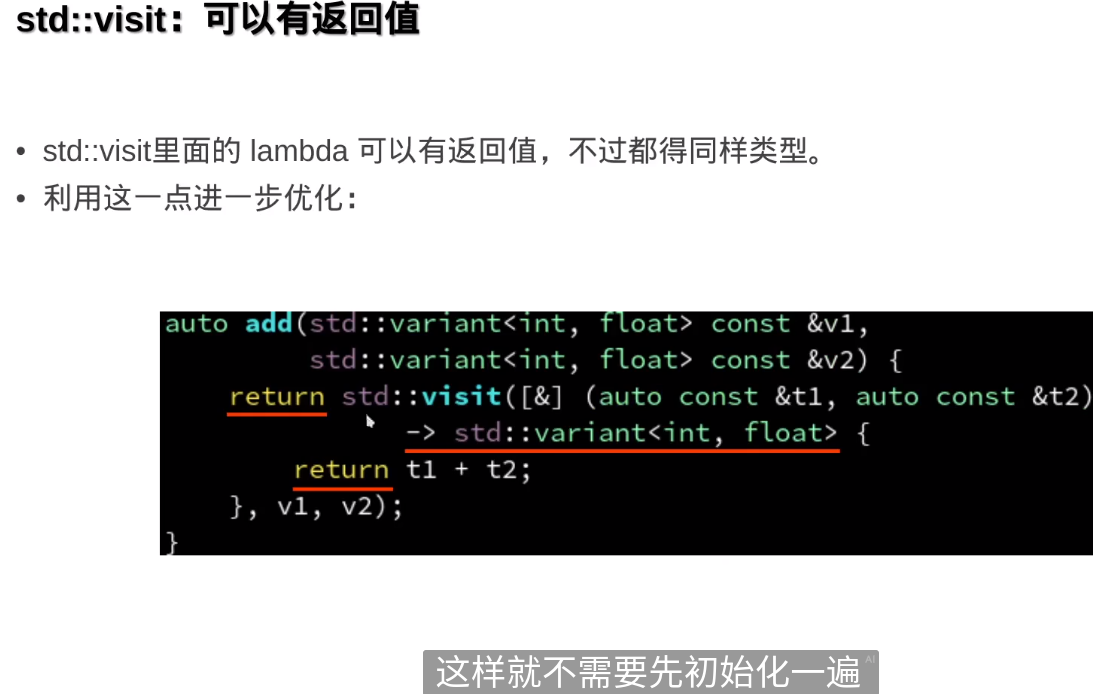 std::visit：可以有返回值
• std::visit里面的 lambda 可以有返回值，不过都得同样类型。
• 利用这一点进一步优化：
auto add(std::variant<int, float> const &v1,
std::variant<int, float> const &v2) {
return std::visit([&] (auto const &t1, auto const &t2)
-> std::variant<int, float> {
return t1 + t2;
}, v1, v2);
}
这样就不需要先初始化一遍 AI